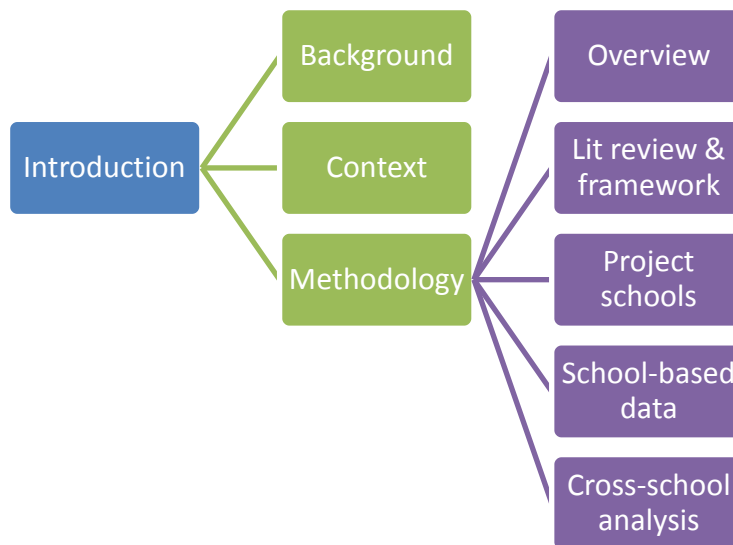 Introduction
Background
Context
Methodology
Overview
Lit review &
framework
Project
schools
School-based
data
Cross-school
analysis